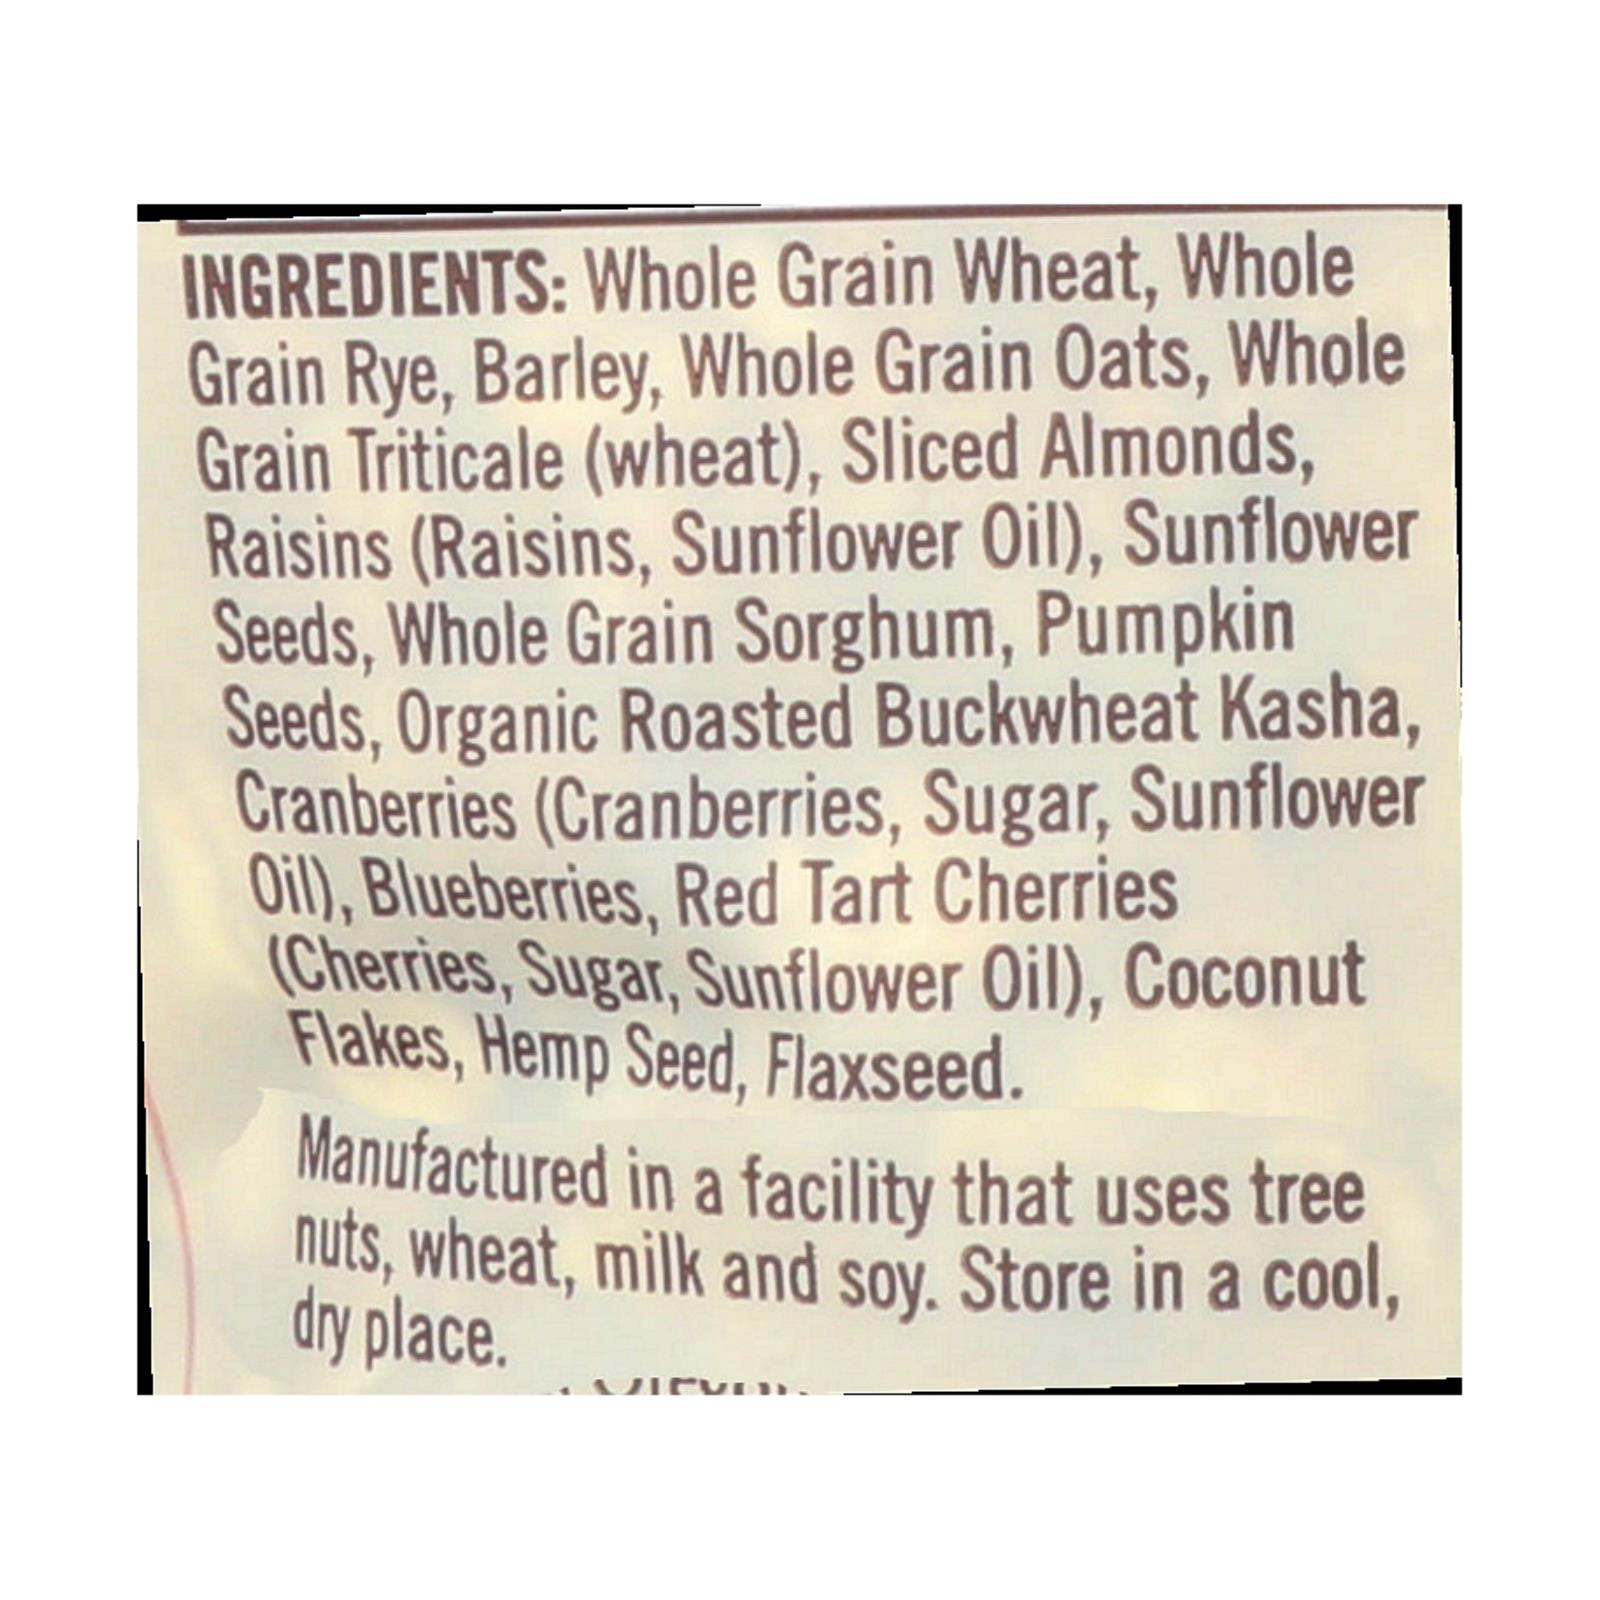 INGREDIENTS: Whole Grain Wheat, Whole
Grain Rye, Barley, Whole Grain Oats, Whole
Grain Triticale (wheat), Sliced Almonds,
Raisins (Raisins, Sunflower Oil), Sunflower
Seeds, Whole Grain Sorghum, Pumpkin
Seeds, Organic Roasted Buckwheat Kasha,
Cranberries (Cranberries, Sugar, Sunflower
Oil), Blueberries, Red Tart Cherries
(Cherries, Sugar, Sunflower Oil), Coconut
Flakes, Hemp Seed, Flaxseed.
Manufactured in a facility that uses tree
nuts, wheat, milk and soy. Store in a cool,
dry place.